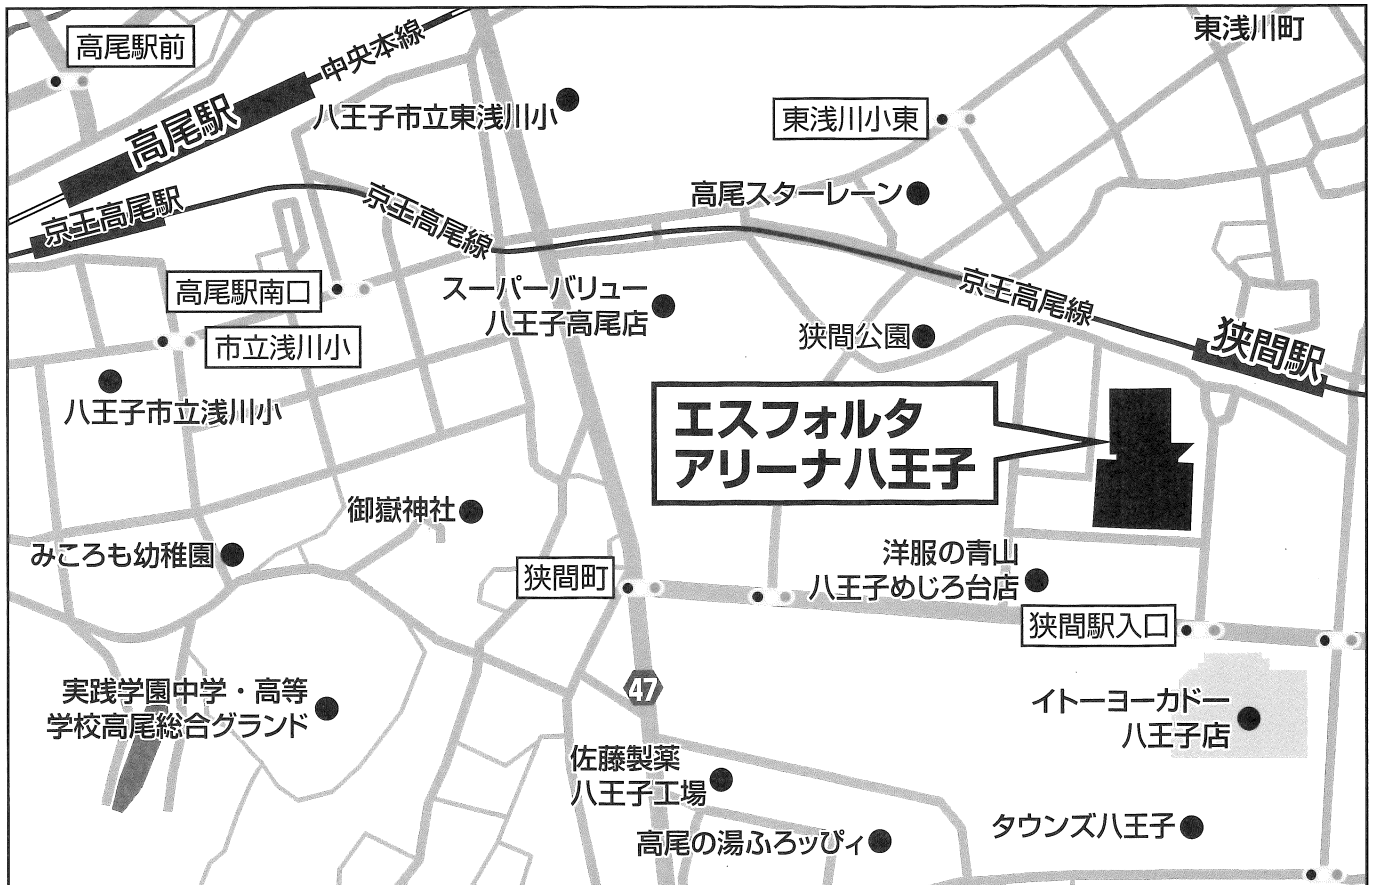 高尾駅前
中央本線
東浅川町
高尾駅
八王子市立東浅川小
東浅川小東
京王高尾駅
京王高尾線
高尾スターレーン
高尾駅南口
スーパーバリュー
八王子高尾店
京王高尾線
市立浅川小
狭間公園
狭間駅
八王子市立浅川小
エスフォルタ
アリーナ八王子
御嶽神社
みころも幼稚園
狭間町
洋服の青山
八王子めじろ台店
狭間駅入口
実践学園中学・高等
学校高尾総合グランド
47
イトーヨーカドー
八王子店
佐藤製薬
八王子工場
高尾の湯ふろッぴィ
タウンズ八王子